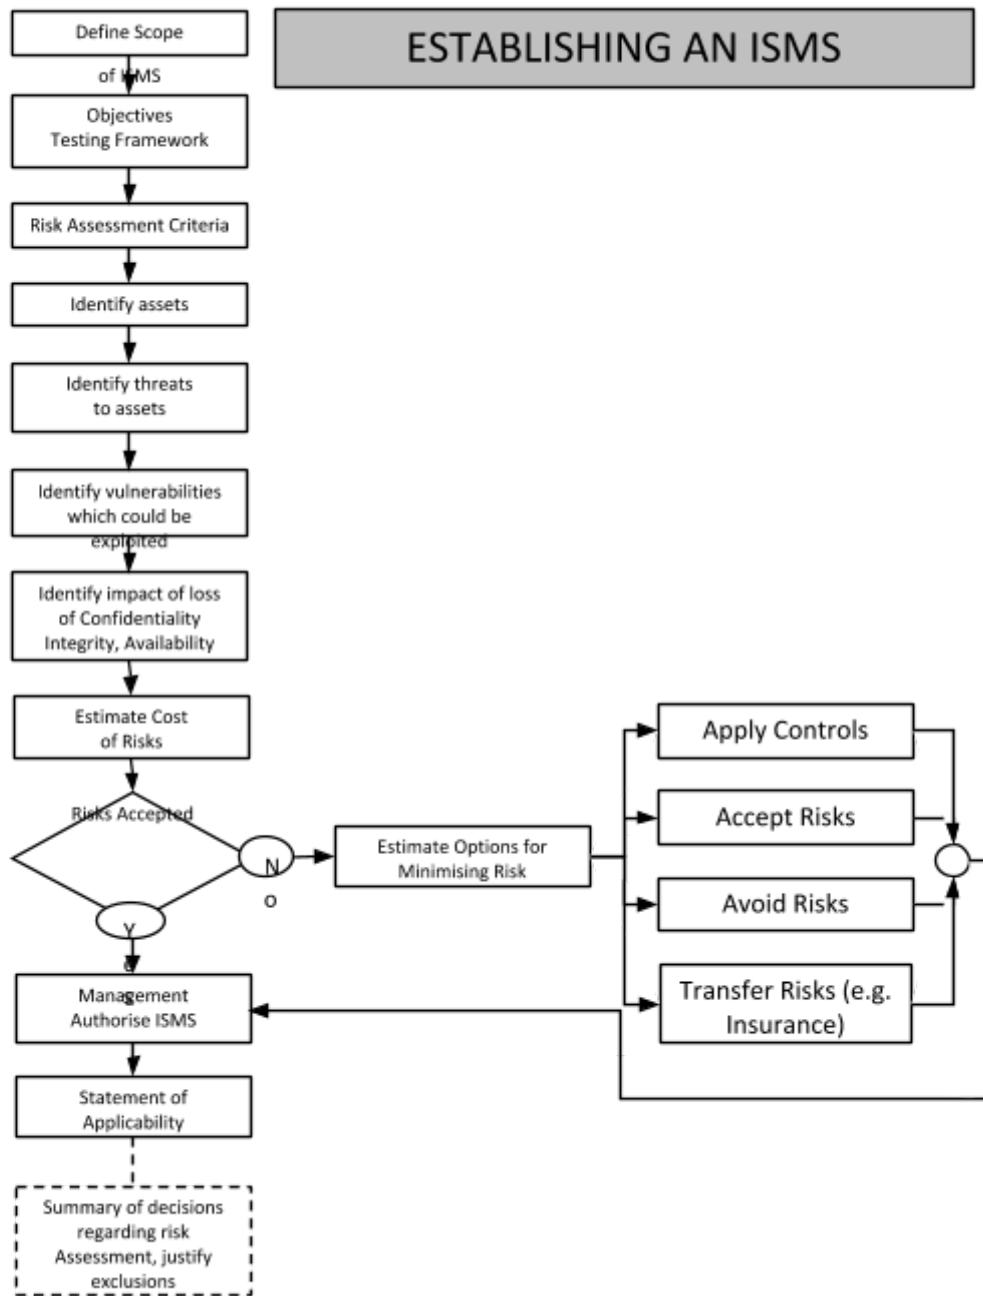 ESTABLISHING AN ISMS
Define Scope
of ISMS
Objectives
Testing Framework
Risk Assessment Criteria
Identify assets
Identify threats
to assets
Identify vulnerabilities
which could be
exploited
Identify impact of loss
of Confidentiality
Integrity, Availability
Estimate Cost
of Risks
Risks Accepted
N
o
Y
e
s
Estimate Options for
Minimising Risk
Apply Controls
Accept Risks
Avoid Risks
Transfer Risks (e.g.
Insurance)
Management
Authorise ISMS
Statement of
Applicability
Summary of decisions
regarding risk
Assessment, justify
exclusions